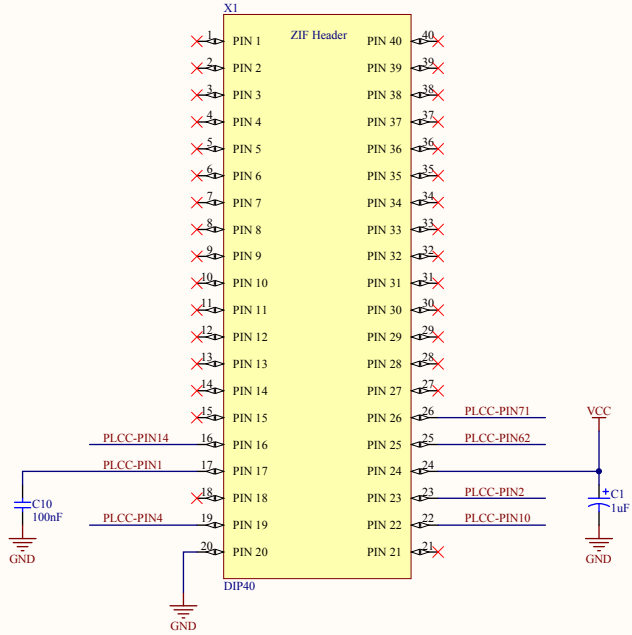 X1
ZIF Header
1 PIN 1 PIN 40 40
2 PIN 2 PIN 39 39
3 PIN 3 PIN 38 38
4 PIN 4 PIN 37 37
5 PIN 5 PIN 36 36
6 PIN 6 PIN 35 35
7 PIN 7 PIN 34 34
8 PIN 8 PIN 33 33
9 PIN 9 PIN 32 32
10 PIN 10 PIN 31 31
11 PIN 11 PIN 30 30
12 PIN 12 PIN 29 29
13 PIN 13 PIN 28 28
14 PIN 14 PIN 27 27
15 PIN 15 PIN 26 26 PLCC-PIN71 VCC
PLCC-PIN14 16 PIN 16 PIN 25 25 PLCC-PIN62
PLCC-PIN1 17 PIN 17 PIN 24 24
18 PIN 18 PIN 23 23 PLCC-PIN2
C10
100nF
+ C1
1uF
PLCC-PIN4 19 PIN 19 PIN 22 22 PLCC-PIN10
20 PIN 20 PIN 21 21
GND
GND
DIP40
GND